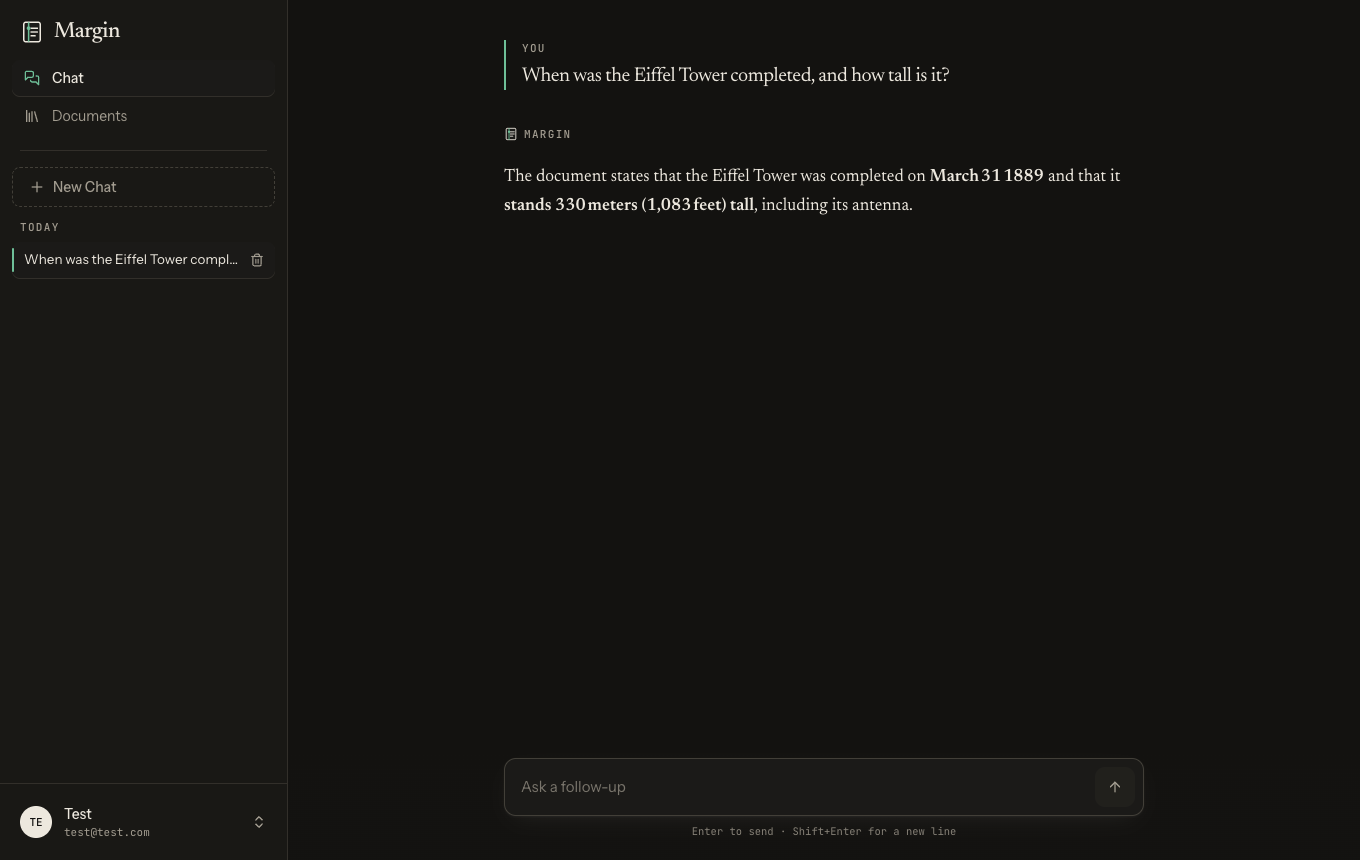 Margin
Chat
Documents
New Chat
TODAY
When was the Eiffel Tower compl...
TE
Test
test@test.com
YOU
When was the Eiffel Tower completed, and how tall is it?
MARGIN
The document states that the Eiffel Tower was completed on March 31 1889 and that it
stands 330 meters (1,083 feet) tall, including its antenna.
Ask a follow-up
Enter to send · Shift+Enter for a new line